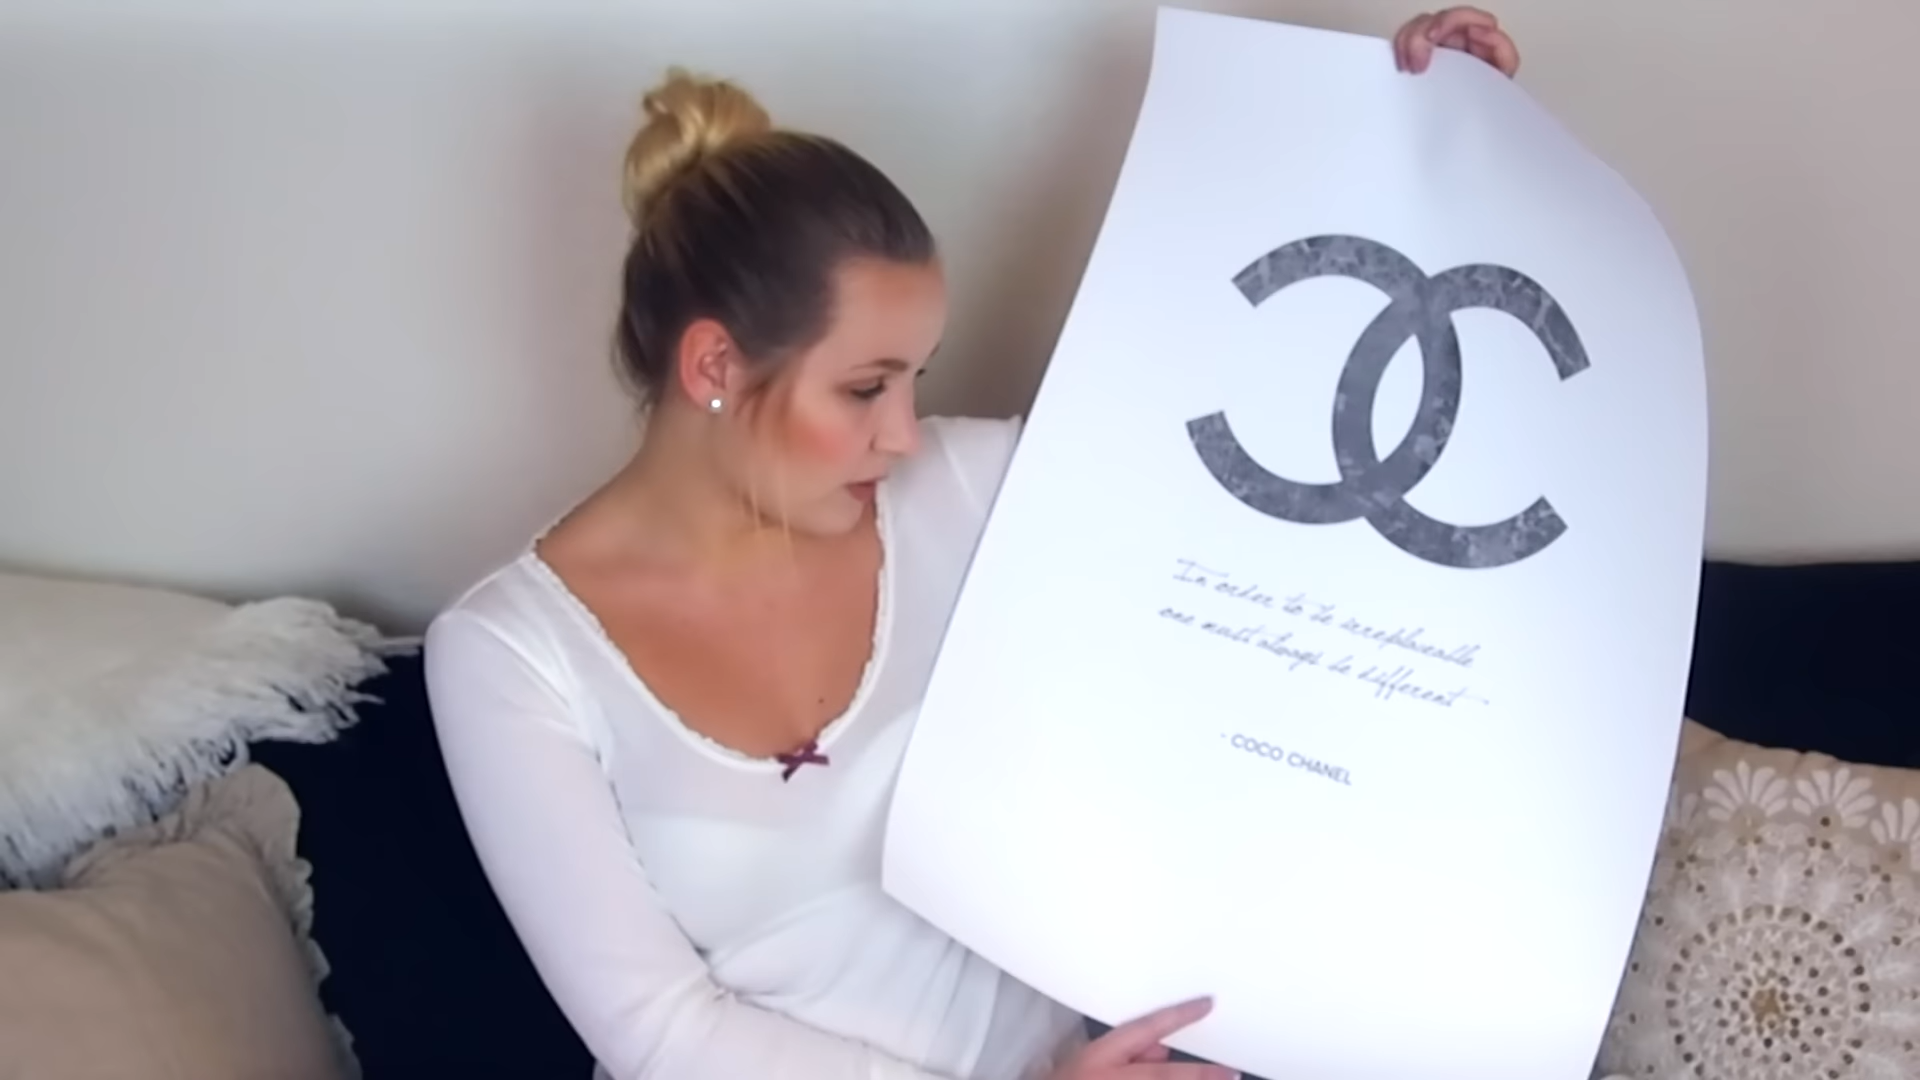 In order to be irreplaceable
one must always be different
- COCO CHANEL